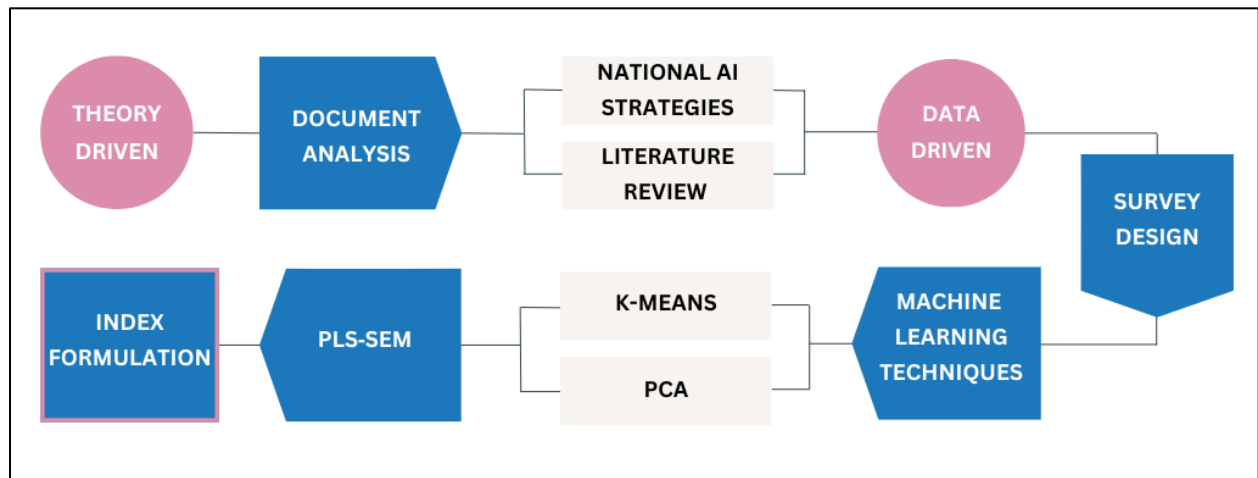 THEORY
DRIVEN
DOCUMENT
ANALYSIS
NATIONAL AI
STRATEGIES
LITERATURE
REVIEW
DATA
DRIVEN
SURVEY
DESIGN
MACHINE
LEARNING
TECHNIQUES
K-MEANS
PCA
PLS-SEM
INDEX
FORMULATION